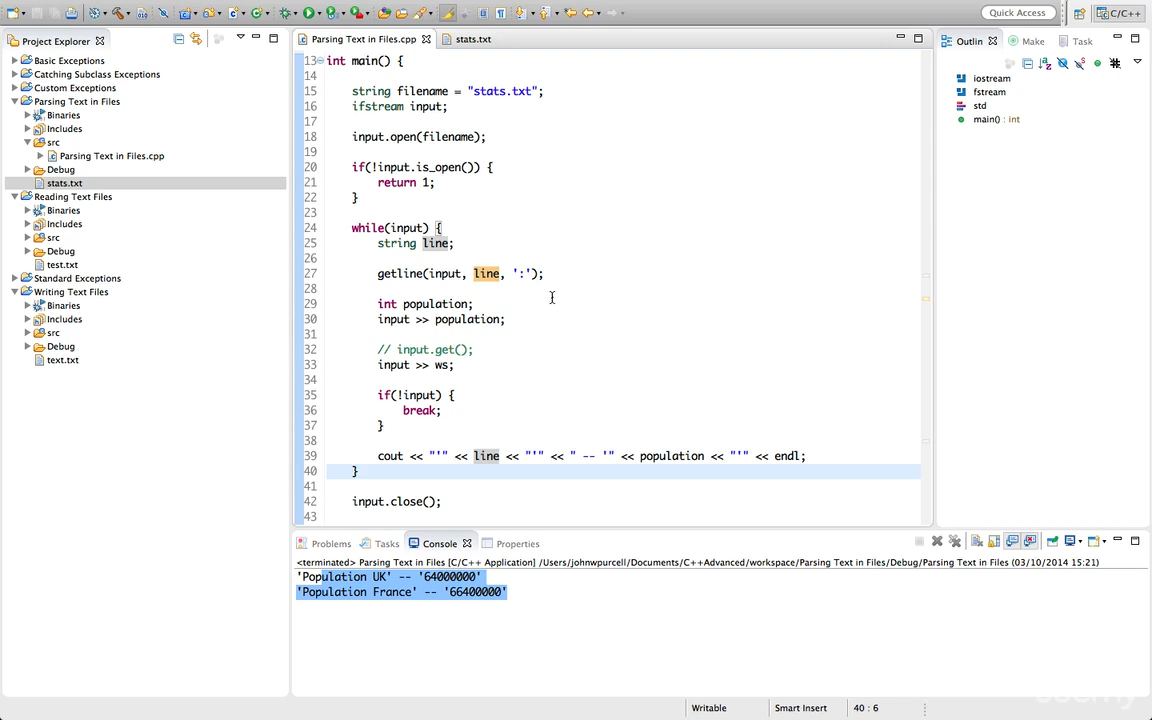 Quick Access
C/C++
Project Explorer
Basic Exceptions
Catching Subclass Exceptions
Custom Exceptions
Parsing Text in Files
Binaries
Includes
src
Parsing Text in Files.cpp
Debug
stats.txt
Reading Text Files
Binaries
Includes
src
Debug
test.txt
Standard Exceptions
Writing Text Files
Binaries
Includes
src
Debug
text.txt
Parsing Text in Files.cpp
stats.txt
13 int main() {
14
15 string filename = "stats.txt";
16 ifstream input;
17
18 input.open(filename);
19
20 if(!input.is_open()) {
21 return 1;
22 }
23
24 while(input) {
25 string line;
26
27 getline(input, line, ':');
28
29 int population;
30 input >> population;
31
32 // input.get();
33 input >> ws;
34
35 if(!input) {
36 break;
37 }
38
39 cout << "'" << line << "'" << " -- '" << population << "'" << endl;
40 }
41
42 input.close();
43
Outlin
Make
Task
iostream
fstream
std
main() : int
Problems
Tasks
Console
Properties
<terminated> Parsing Text in Files [C/C++ Application] /Users/johnwpurcell/Documents/C++Advanced/workspace/Parsing Text in Files/Debug/Parsing Text in Files (03/10/2014 15:21)
'Population UK' -- '64000000'
'Population France' -- '66400000'
Writable
Smart Insert
40 : 6